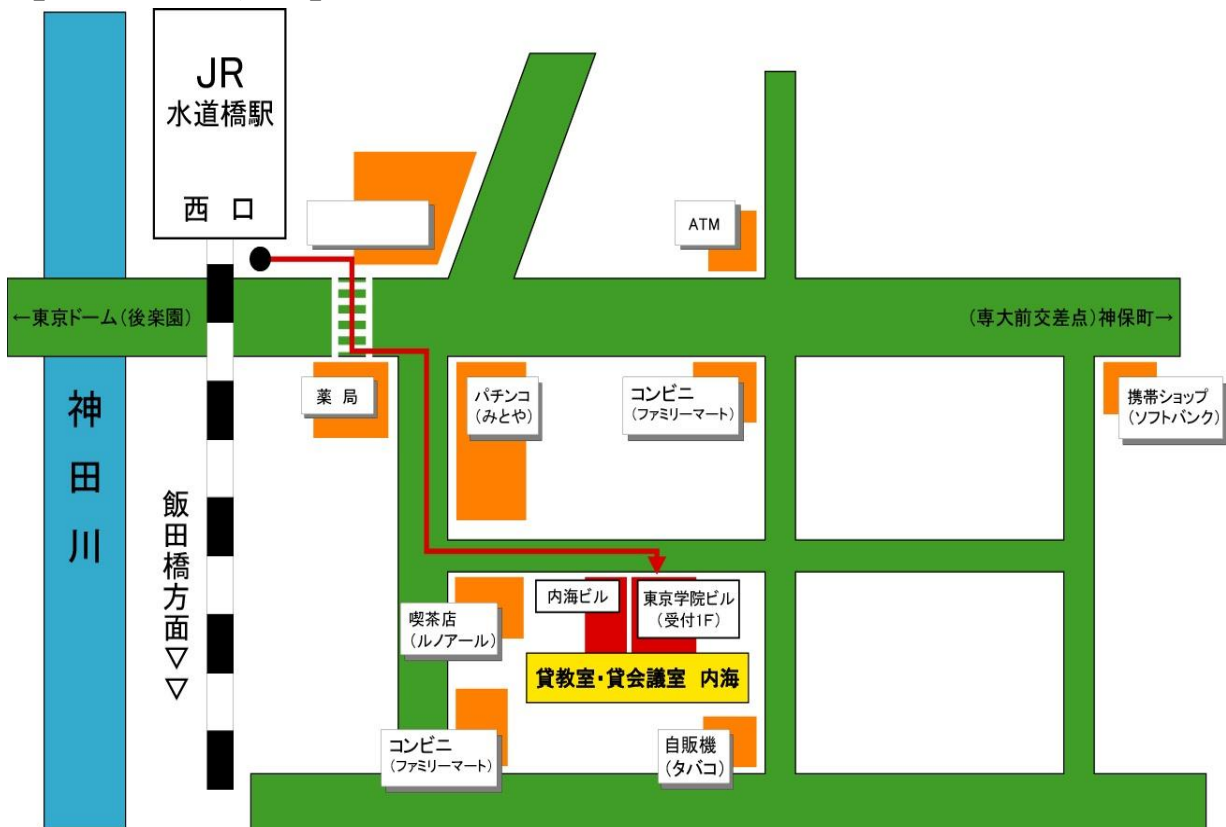 JR
水道橋駅
西 口
ATM
←東京ドーム(後楽園)
(専大前交差点)神保町→
神田川
薬 局
パチンコ
(みとや)
コンビニ
(ファミリーマート)
携帯ショップ
(ソフトバンク)
飯田橋方面▽▽
内海ビル
東京学院ビル
(受付1F)
喫茶店
(ルノアール)
貸教室・貸会議室 内海
コンビニ
(ファミリーマート)
自販機
(タバコ)